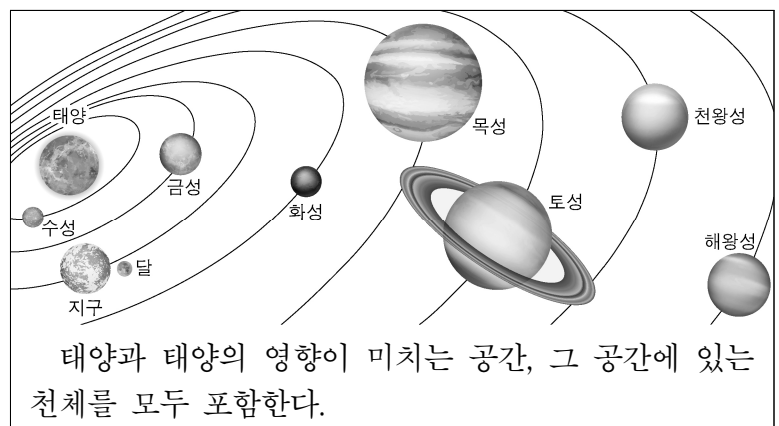 태양
수성
금성
지구
달
화성
목성
토성
천왕성
해왕성
태양과 태양의 영향이 미치는 공간, 그 공간에 있는
천체를 모두 포함한다.